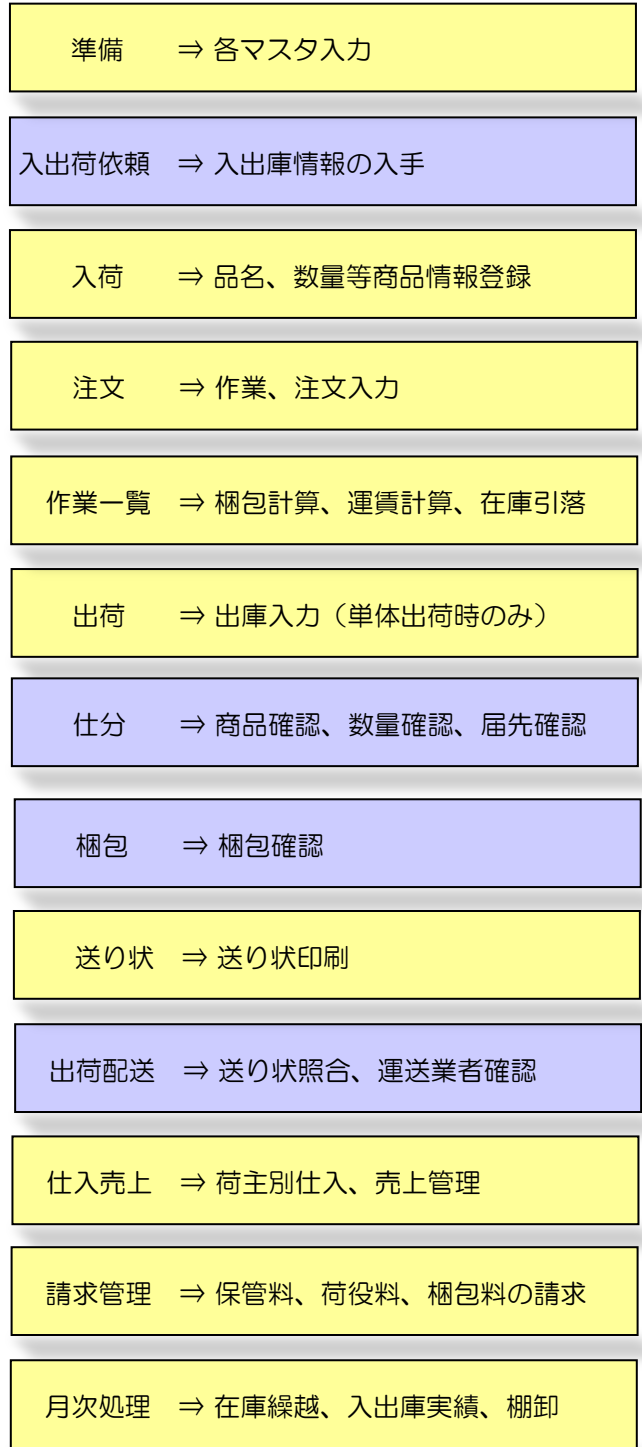 準備 ⇒ 各マスタ入力
入出荷依頼 ⇒ 入出庫情報の入手
入荷 ⇒ 品名、数量等商品情報登録
注文 ⇒ 作業、注文入力
作業一覧 ⇒ 梱包計算、運賃計算、在庫引落
出荷 ⇒ 出庫入力（単体出荷時のみ）
仕分 ⇒ 商品確認、数量確認、届先確認
梱包 ⇒ 梱包確認
送り状 ⇒ 送り状印刷
出荷配送 ⇒ 送り状照合、運送業者確認
仕入売上 ⇒ 荷主別仕入、売上管理
請求管理 ⇒ 保管料、荷役料、梱包料の請求
月次処理 ⇒ 在庫繰越、入出庫実績、棚卸